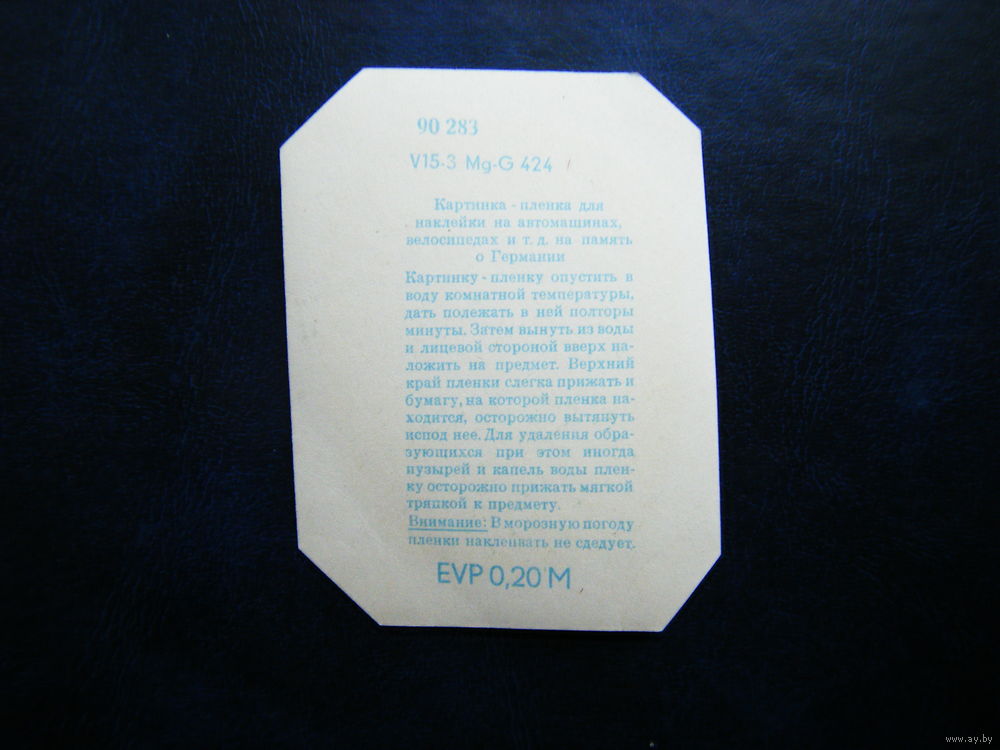 90 283
V15-3 Mg-G 424
Картинка - пленка для
наклейки на автомашинах,
велосипедах и т. д. на память
о Германии
Картинку - пленку опустить в
воду комнатной температуры,
дать полежать в ней полторы
минуты. Затем вынуть из воды
и лицевой стороной вверх на-
ложить на предмет. Верхний
край пленки слегка прижать и
бумагу, на которой пленка на-
ходится, осторожно вытянуть
испод нее. Для удаления обра-
зующихся при этом иногда
пузырей и капель воды плен-
ку осторожно прижать мягкой
тряпкой к предмету.
Внимание: В морозную погоду
пленки наклеивать не сдедует.
EVP 0,20 M
www.ay.by